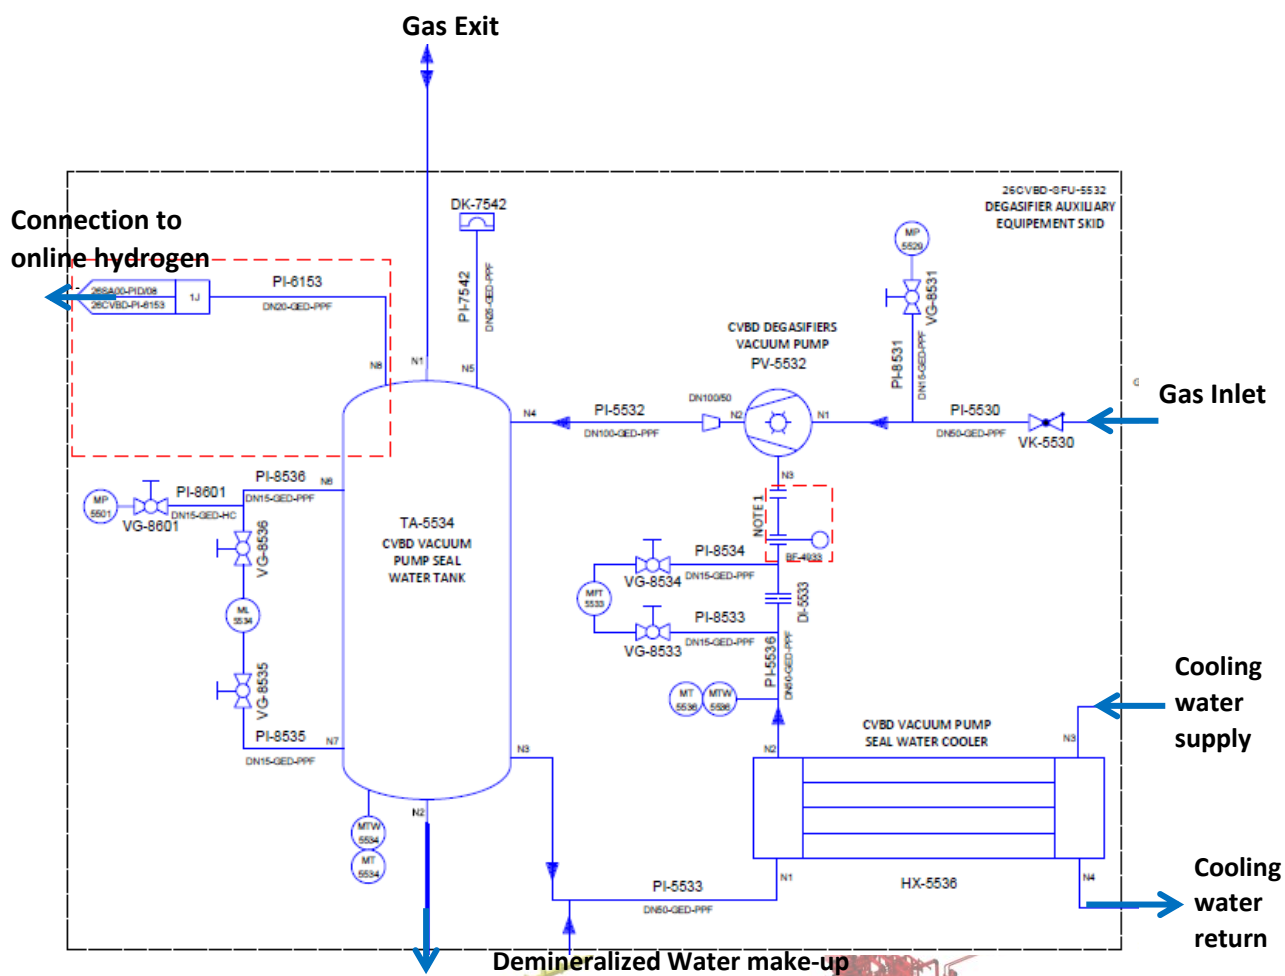 Gas Exit
26CVBD-SFU-5532
DEGASIFIER AUXILIARY
EQUIPEMENT SKID
Connection to
online hydrogen
26SA00-PID/08
26CVBD-PI-6153
1J
PI-6153
DN20-GED-PPF
N8
N1
DK-7542
PI-7542
DN25-GED-PPF
N5
MP
5529
VG-8531
PI-8531
DN15-GED-PPF
CVBD DEGASIFIERS
VACUUM PUMP
PV-5532
Gas Inlet
N4
PI-5532
DN100-GED-PPF
DN100/50
N2
N1
N3
PI-5530
DN50-GED-PPF
VK-5530
PI-8536
DN15-GED-PPF
N6
MP
5501
PI-8601
DN15-GED-HC
VG-8601
VG-8536
ML
5534
VG-8535
PI-8535
DN15-GED-PPF
N7
TA-5534
CVBD VACUUM
PUMP SEAL
WATER TANK
NOTE 1
BF-4933
PI-8534
DN15-GED-PPF
VG-8534
MFT
5533
DI-5533
PI-8533
DN15-GED-PPF
VG-8533
PI-5536
DN50-GED-PPF
MT
5536
MTW
5536
Cooling
water
supply
CVBD VACUUM PUMP
SEAL WATER COOLER
N2
N3
N3
N2
MTW
5534
MT
5534
PI-5533
DN50-GED-PPF
N1
HX-5536
N4
Cooling
water
return
Demineralized Water make-up